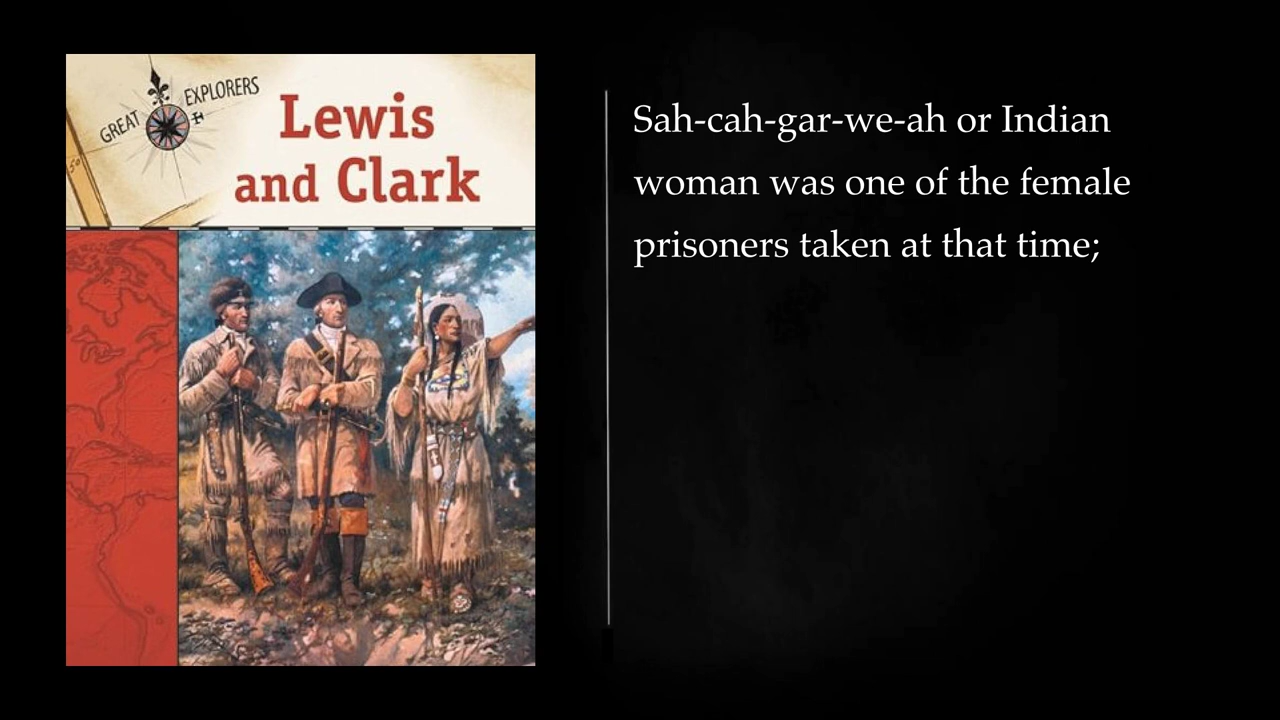 GREAT EXPLORERS
Lewis
and Clark
50
Sah-cah-gar-we-ah or Indian
woman was one of the female
prisoners taken at that time;